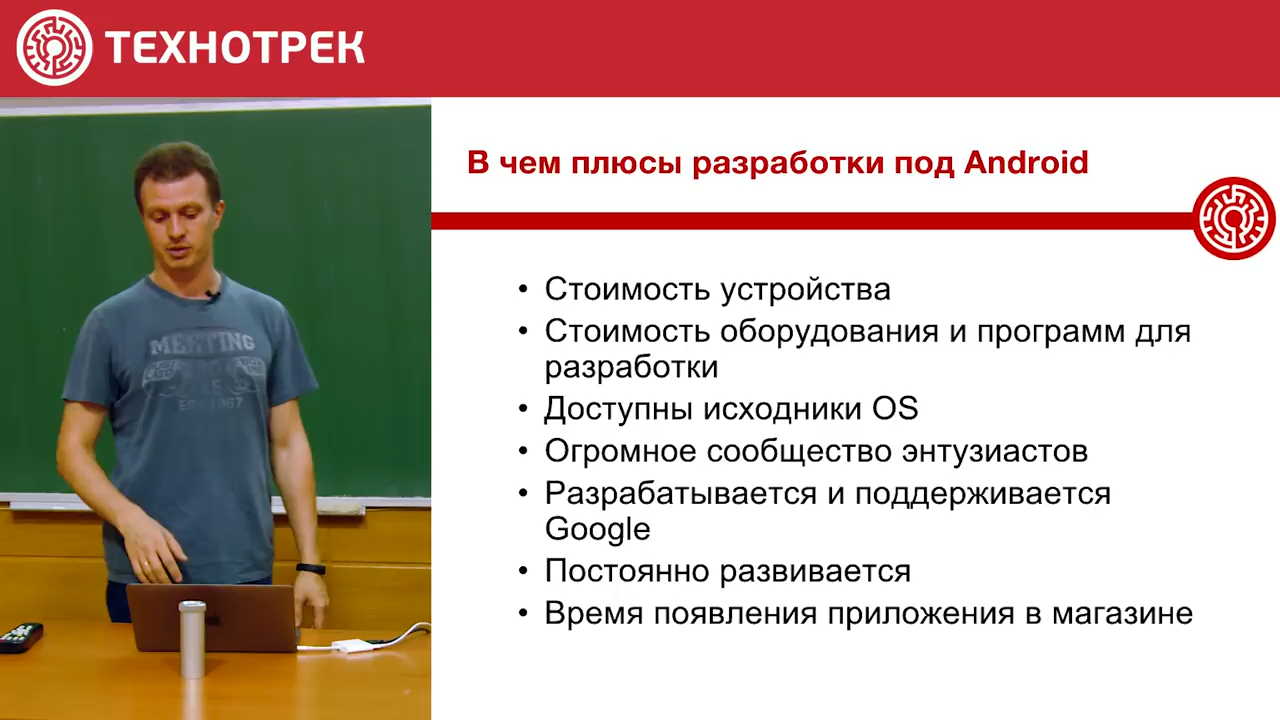 ТЕХНОТРЕК
В чем плюсы разработки под Android
• Стоимость устройства
• Стоимость оборудования и программ для
разработки
• Доступны исходники OS
• Огромное сообщество энтузиастов
• Разрабатывается и поддерживается
Google
• Постоянно развивается
• Время появления приложения в магазине
MEETING